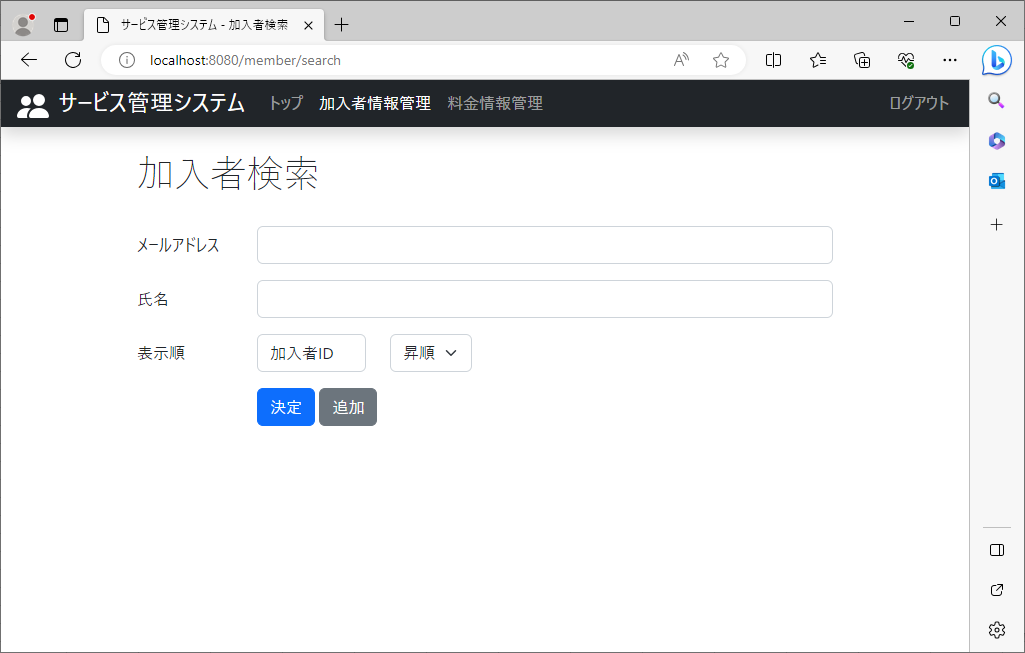 サービス管理システム - 加入者検索
localhost:8080/member/search
サービス管理システム トップ 加入者情報管理 料金情報管理 ログアウト
加入者検索
メールアドレス
氏名
表示順 加入者ID 昇順
決定 追加